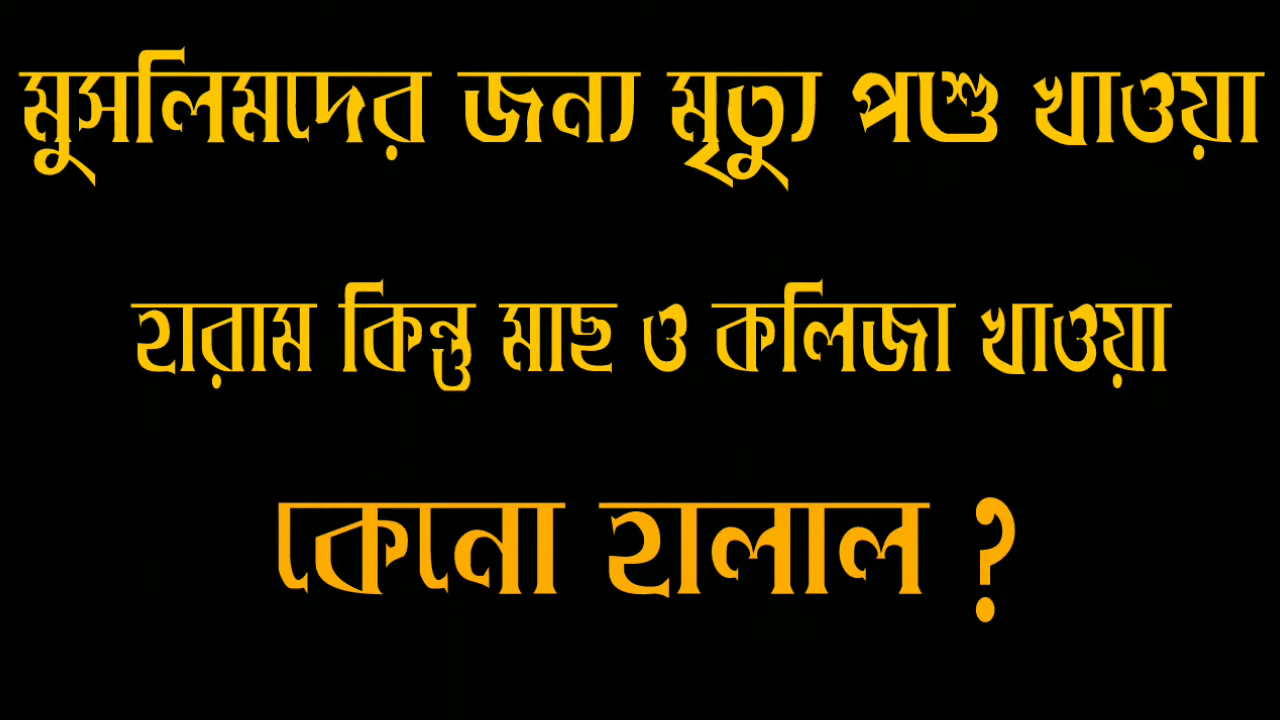 মুসলিমদের জন্য মৃত্যু পশু খাওয়া
হারাম কিন্তু মাছ ও কলিজা খাওয়া
কেনো হালাল ?